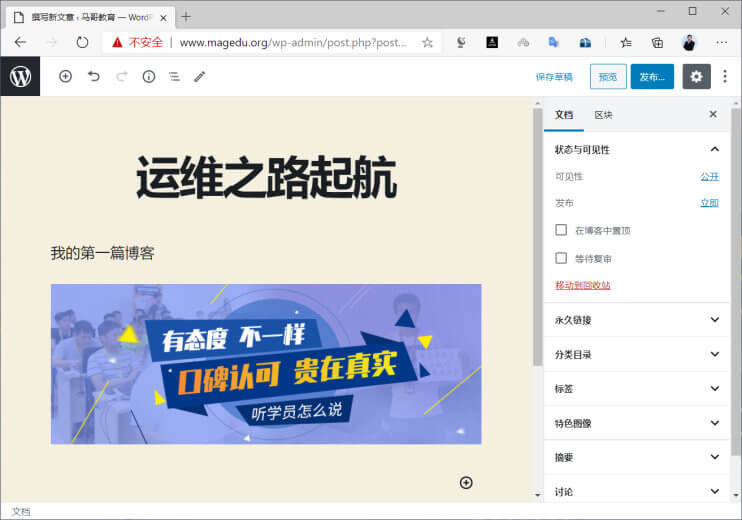 撰写新文章 ‹ 马哥教育 — WordP
不安全 | www.magedu.org/wp-admin/post.php?post...
保存草稿
预览
发布...
文档
区块
运维之路起航
我的第一篇博客
有态度 不一样
口碑认可 贵在真实
听学员怎么说
状态与可见性
可见性
公开
发布
立即
在博客中置顶
等待复审
移动到回收站
永久链接
分类目录
标签
特色图像
摘要
讨论
文档